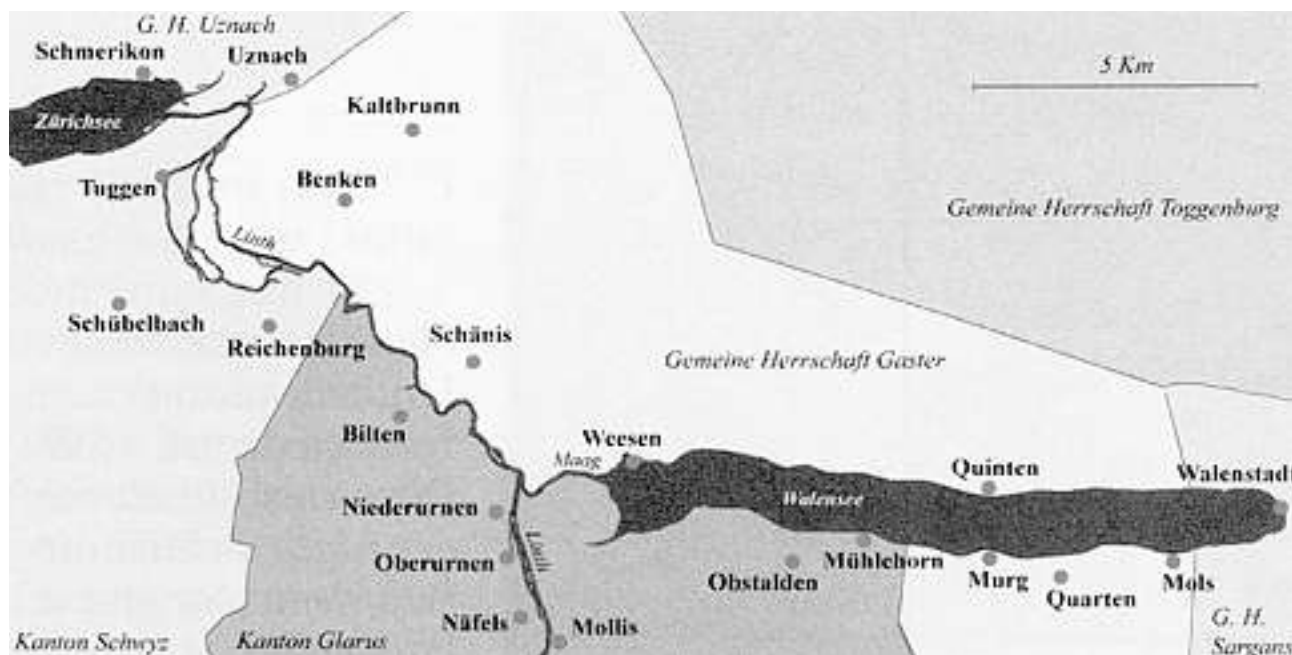 G. H. Uznach
Schmerikon
Uznach
5 Km
Zürichsee
Kaltbrunn
Tuggen
Benken
Gemeine Herrschaft Toggenburg
Linth
Schübelbach
Reichenburg
Schänis
Gemeine Herrschaft Gaster
Bilten
Weesen
Maag
Quinten
Walenstadt
Walensee
Niederurnen
Linth
Oberurnen
Obstalden
Mühlehorn
Murg
Mols
Quarten
Näfels
Mollis
G. H.
Sargans
Kanton Schwyz
Kanton Glarus